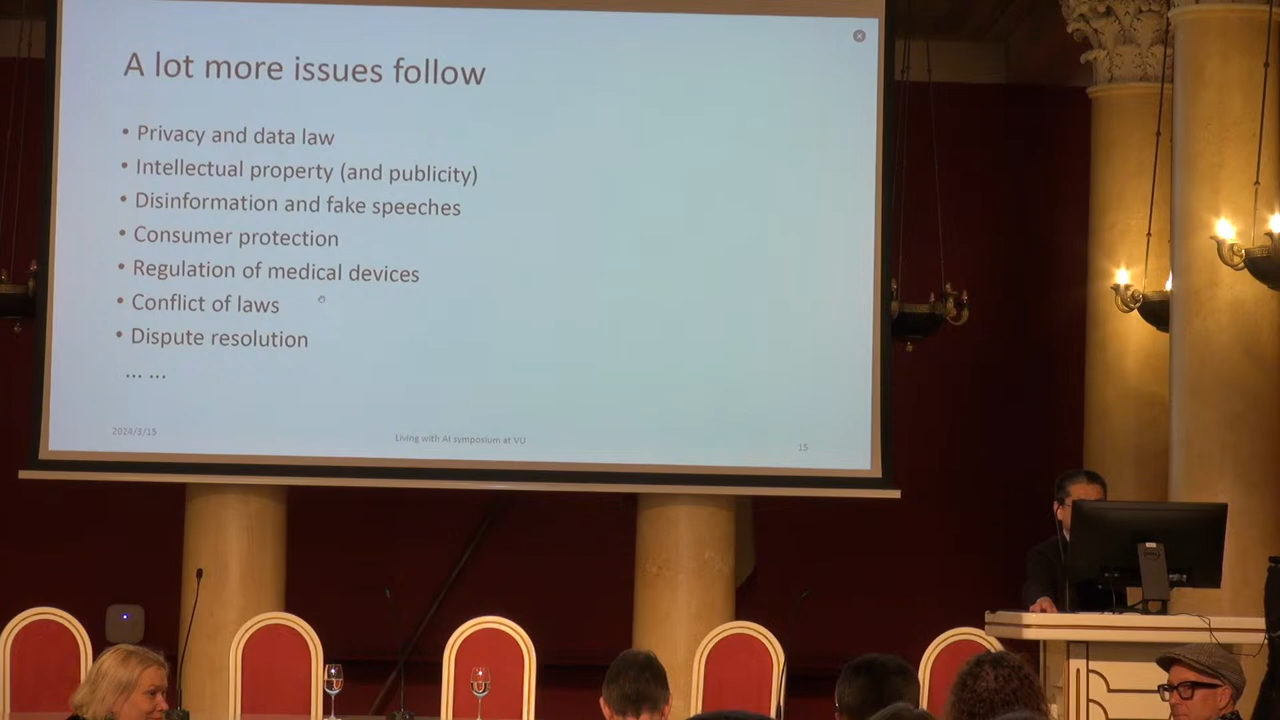 A lot more issues follow
• Privacy and data law
• Intellectual property (and publicity)
• Disinformation and fake speeches
• Consumer protection
• Regulation of medical devices
• Conflict of laws
• Dispute resolution
... ...
2024/3/15
Living with AI symposium at VU
15
DELL